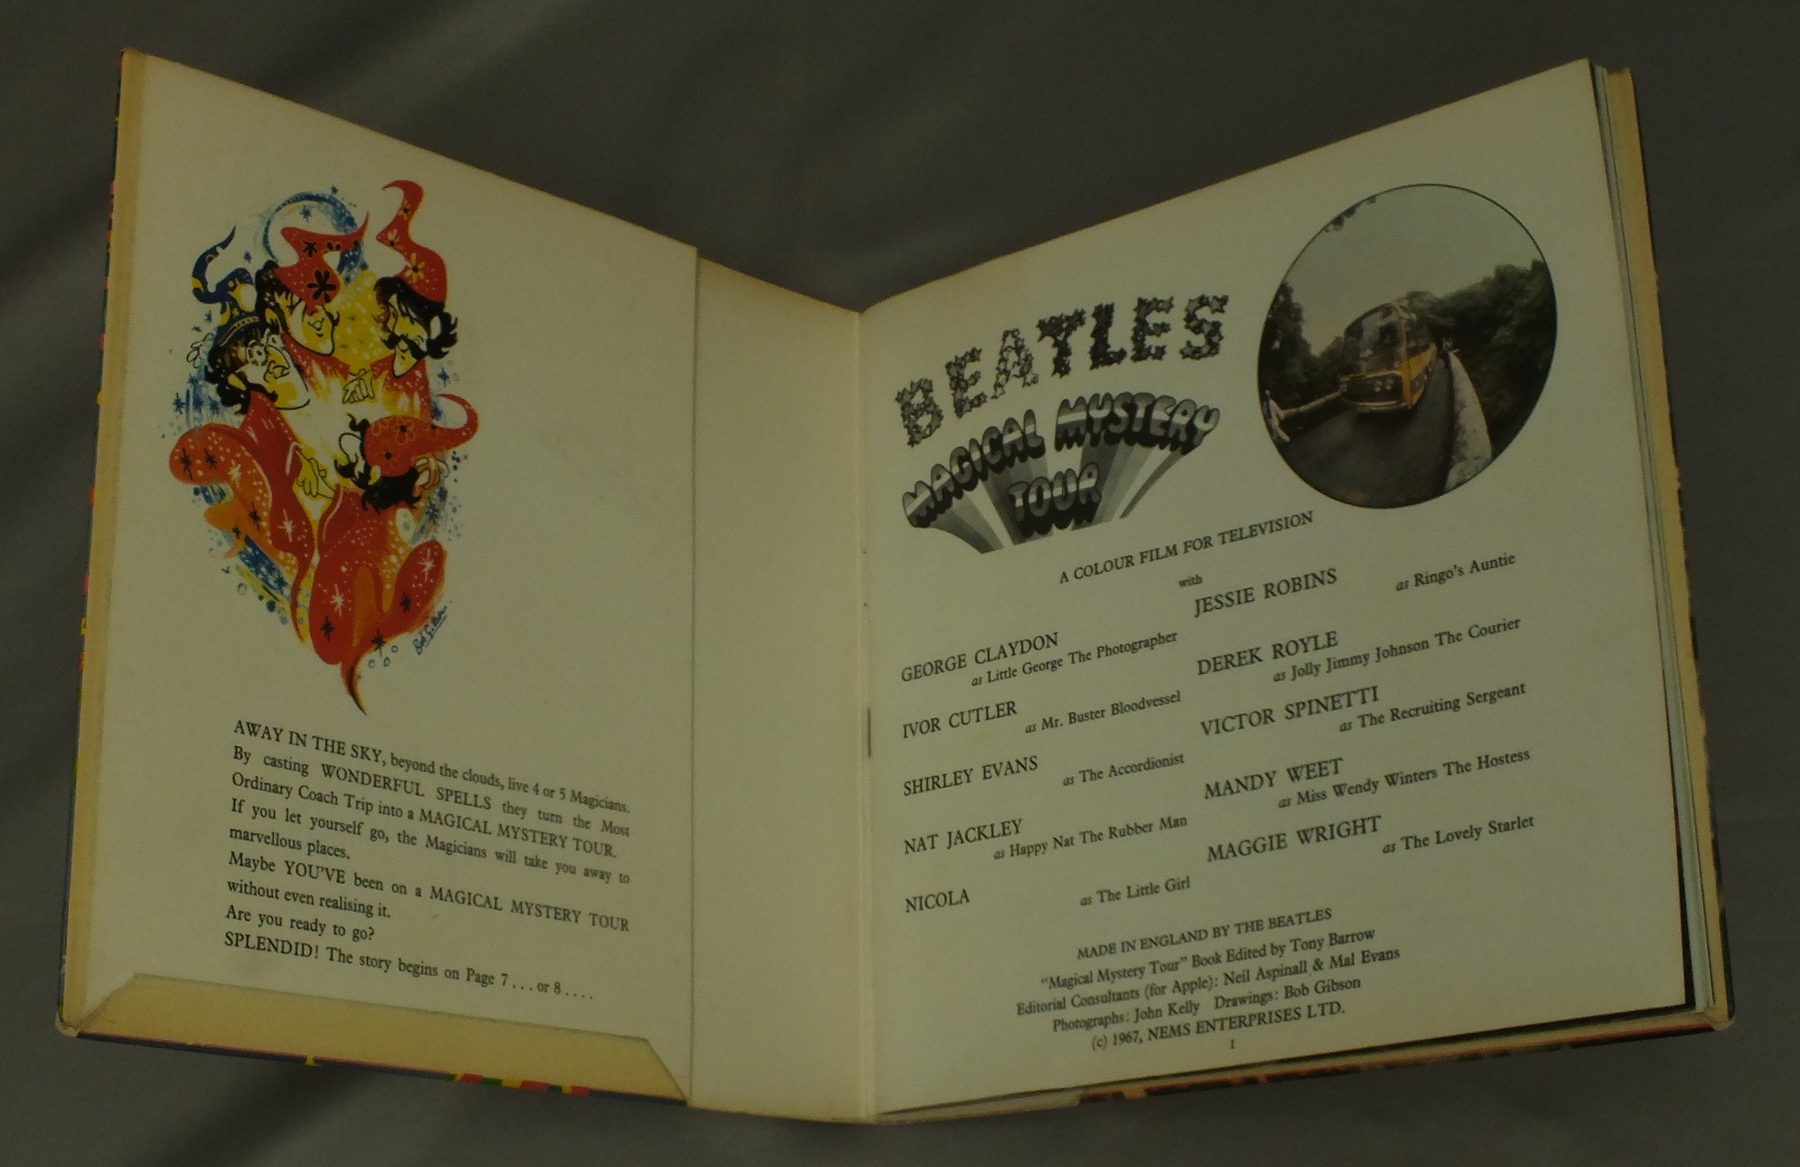 AWAY IN THE SKY, beyond the clouds, live 4 or 5 Magicians.
By casting WONDERFUL SPELLS they turn the Most
Ordinary Coach Trip into a MAGICAL MYSTERY TOUR.
If you let yourself go, the Magicians will take you away to
marvellous places.
Maybe YOU'VE been on a MAGICAL MYSTERY TOUR
without even realising it.
Are you ready to go?
SPLENDID! The story begins on Page 7 . . . or 8 . . . .
BEATLES
MAGICAL MYSTERY
TOUR
A COLOUR FILM FOR TELEVISION
with
JESSIE ROBINS
as Ringo's Auntie
GEORGE CLAYDON
as Little George The Photographer
DEREK ROYLE
as Jolly Jimmy Johnson The Courier
IVOR CUTLER
as Mr. Buster Bloodvessel
VICTOR SPINETTI
as The Recruiting Sergeant
SHIRLEY EVANS
as The Accordionist
MANDY WEET
as Miss Wendy Winters The Hostess
NAT JACKLEY
as Happy Nat The Rubber Man
MAGGIE WRIGHT
as The Lovely Starlet
NICOLA
as The Little Girl
MADE IN ENGLAND BY THE BEATLES
"Magical Mystery Tour" Book Edited by Tony Barrow
Editorial Consultants (for Apple): Neil Aspinall & Mal Evans
Photographs: John Kelly Drawings: Bob Gibson
(c) 1967, NEMS ENTERPRISES LTD.
1